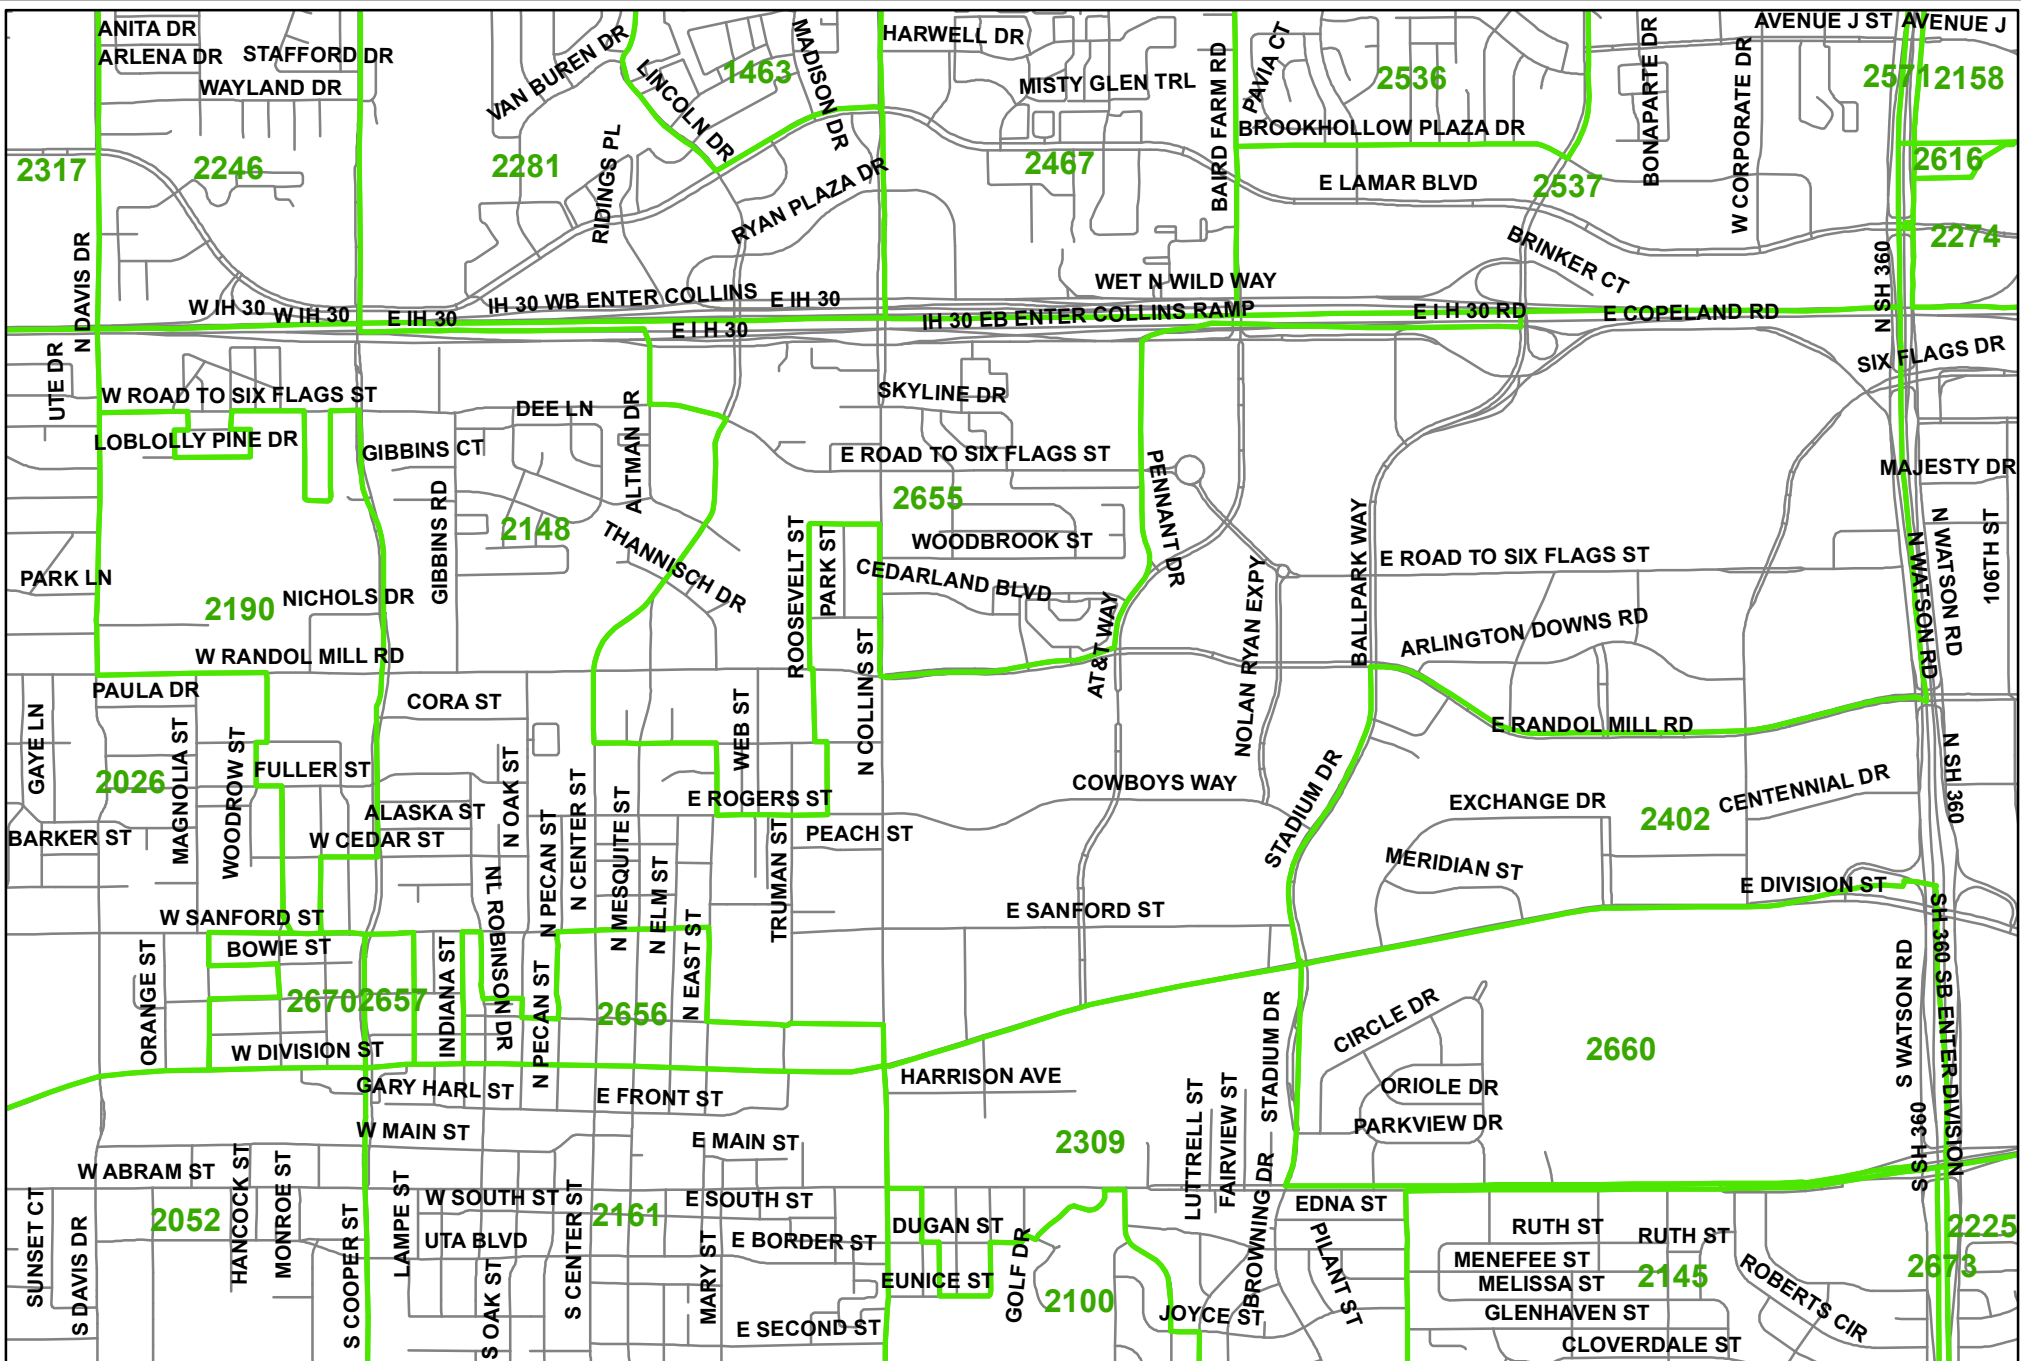 ANITA DR
ARLENA DR
STAFFORD DR
WAYLAND DR
VAN BUREN DR
LINCOLN DR
1463
MADISON DR
HARWELL DR
MISTY GLEN TRL
BAIRD FARM RD
PAVIA CT
2536
BROOKHOLLOW PLAZA DR
BONAPARTE DR
W CORPORATE DR
AVENUE J ST
AVENUE J
2571
2158
2317
2246
2281
RIDINGS PL
RYAN PLAZA DR
2467
E LAMAR BLVD
2537
2616
2274
N DAVIS DR
BRINKER CT
N SH 360
WET N WILD WAY
W IH 30
W IH 30
E IH 30
IH 30 WB ENTER COLLINS
E IH 30
E I H 30
IH 30 EB ENTER COLLINS RAMP
E I H 30 RD
E COPELAND RD
SIX FLAGS DR
UTE DR
W ROAD TO SIX FLAGS ST
DEE LN
ALTMAN DR
SKYLINE DR
LOBLOLLY PINE DR
GIBBINS CT
E ROAD TO SIX FLAGS ST
PENNANT DR
MAJESTY DR
GIBBINS RD
2148
2655
THANNISCH DR
ROOSEVELT ST
PARK ST
WOODBROOK ST
CEDARLAND BLVD
BALLPARK WAY
E ROAD TO SIX FLAGS ST
N WATSON RD
N WATSON RD
106TH ST
PARK LN
2190
NICHOLS DR
NOLAN RYAN EXPY
AT&T WAY
ARLINGTON DOWNS RD
W RANDOL MILL RD
N COLLINS ST
PAULA DR
CORA ST
WEB ST
E RANDOL MILL RD
GAYE LN
MAGNOLIA ST
WOODROW ST
2026
FULLER ST
N OAK ST
N CENTER ST
N MESQUITE ST
E ROGERS ST
COWBOYS WAY
STADIUM DR
EXCHANGE DR
2402
CENTENNIAL DR
N SH 360
ALASKA ST
BARKER ST
W CEDAR ST
N PECAN ST
PEACH ST
MERIDIAN ST
E DIVISION ST
NL ROBINSON DR
N ELM ST
TRUMAN ST
W SANFORD ST
E SANFORD ST
BOWIE ST
ORANGE ST
2670
2657
INDIANA ST
N PECAN ST
2656
N EAST ST
STADIUM DR
CIRCLE DR
2660
S WATSON RD
SH 360 SB ENTER DIVISION
W DIVISION ST
GARY HARL ST
E FRONT ST
HARRISON AVE
ORIOLE DR
PARKVIEW DR
W MAIN ST
E MAIN ST
2309
LUTTRELL ST
FAIRVIEW ST
S SH 360
W ABRAM ST
HANCOCK ST
MONROE ST
LAMPE ST
W SOUTH ST
E SOUTH ST
BROWNING DR
EDNA ST
SUNSET CT
S DAVIS DR
2052
S COOPER ST
UTA BLVD
S CENTER ST
2161
E BORDER ST
DUGAN ST
GOLF DR
PILANT ST
RUTH ST
RUTH ST
2225
MENEFEE ST
2673
S OAK ST
MARY ST
EUNICE ST
2100
MELISSA ST
2145
ROBERTS CIR
E SECOND ST
JOYCE ST
GLENHAVEN ST
CLOVERDALE ST